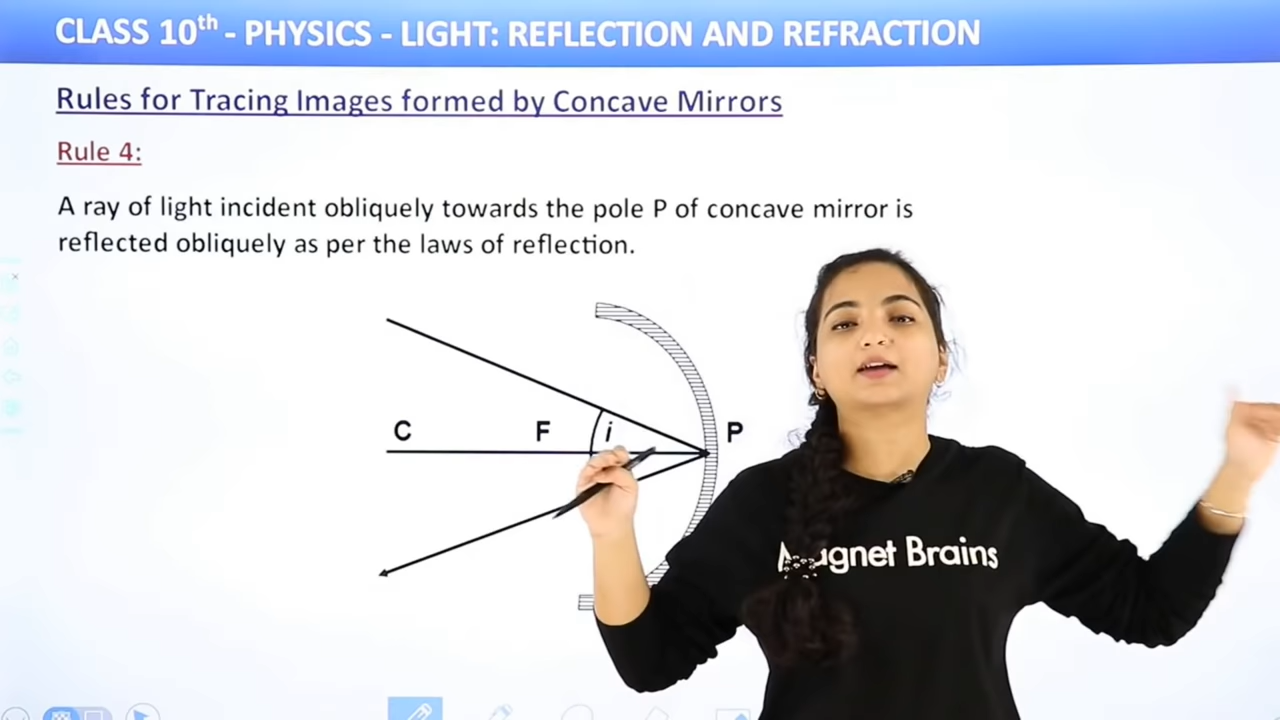 CLASS 10th - PHYSICS - LIGHT: REFLECTION AND REFRACTION
Rules for Tracing Images formed by Concave Mirrors
Rule 4:
A ray of light incident obliquely towards the pole P of concave mirror is
reflected obliquely as per the laws of reflection.
C F i P
Magnet Brains